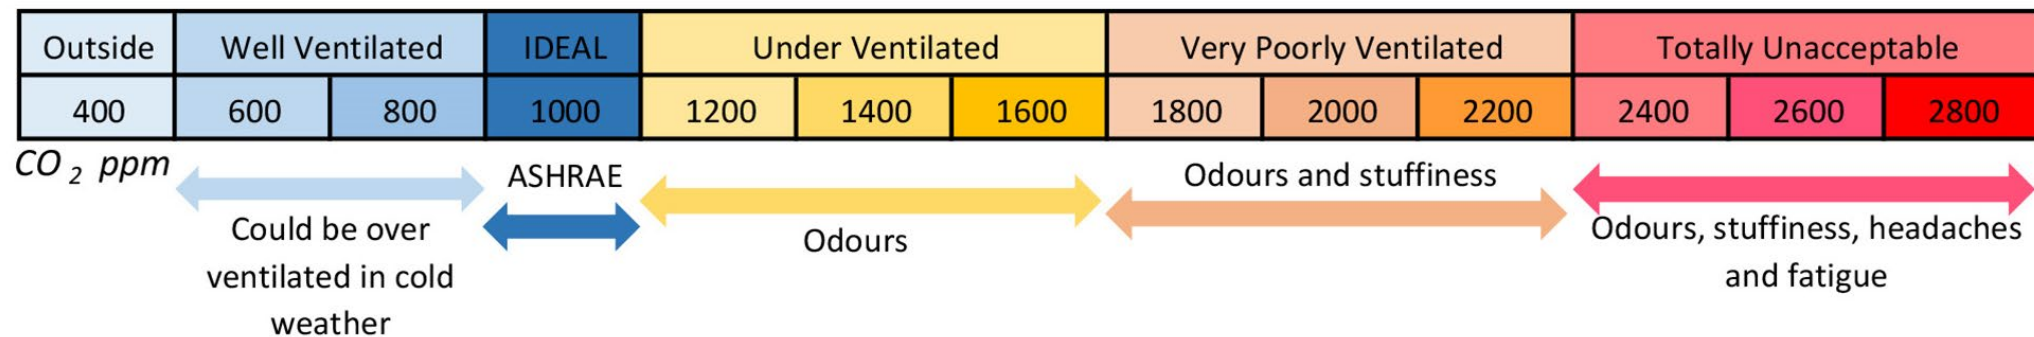 Outside Well Ventilated IDEAL Under Ventilated Very Poorly Ventilated Totally Unacceptable
400 600 800 1000 1200 1400 1600 1800 2000 2200 2400 2600 2800
CO 2 ppm
Could be over
ventilated in cold
weather
ASHRAE
Odours
Odours and stuffiness
Odours, stuffiness, headaches
and fatigue